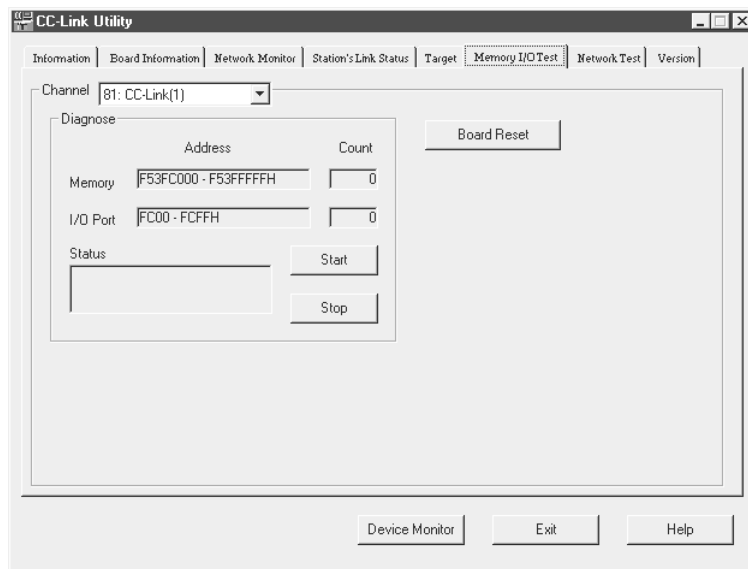 CC-Link Utility
Information Board Information Network Monitor Station's Link Status Target Memory I/O Test Network Test Version
Channel 81: CC-Link(1)
Diagnose
Board Reset
Address Count
Memory F53FC000 - F53FFFFFH 0
I/O Port FC00 - FCFFH 0
Status
Start
Stop
Device Monitor Exit Help